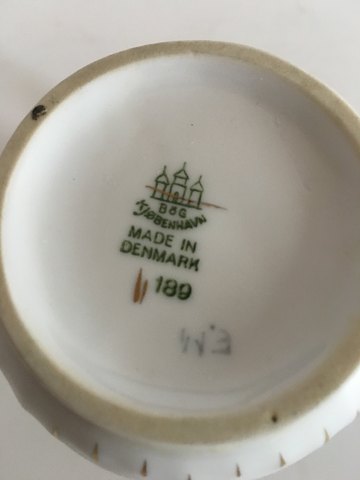 B&G
KJØBENHAVN
MADE IN
DENMARK
189
E.W